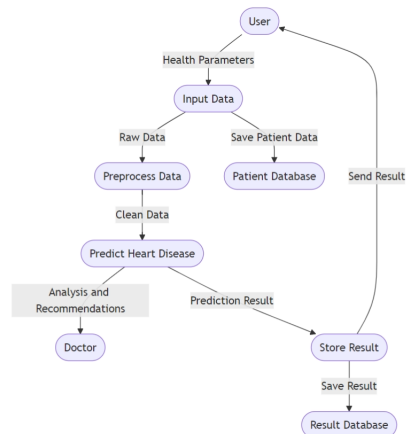 User
Health Parameters
Input Data
Raw Data
Save Patient Data
Preprocess Data
Patient Database
Send Result
Clean Data
Predict Heart Disease
Analysis and
Recommendations
Prediction Result
Doctor
Store Result
Save Result
Result Database